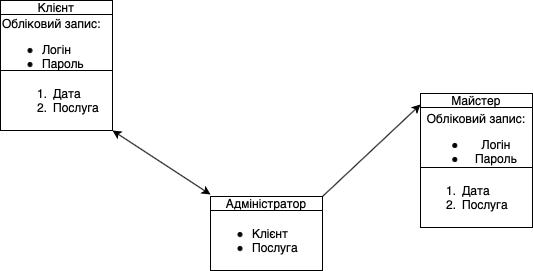 Клієнт
Обліковий запис:
● Логін
● Пароль
1. Дата
2. Послуга
Майстер
Обліковий запис:
● Логін
● Пароль
1. Дата
2. Послуга
Адміністратор
● Клієнт
● Послуга